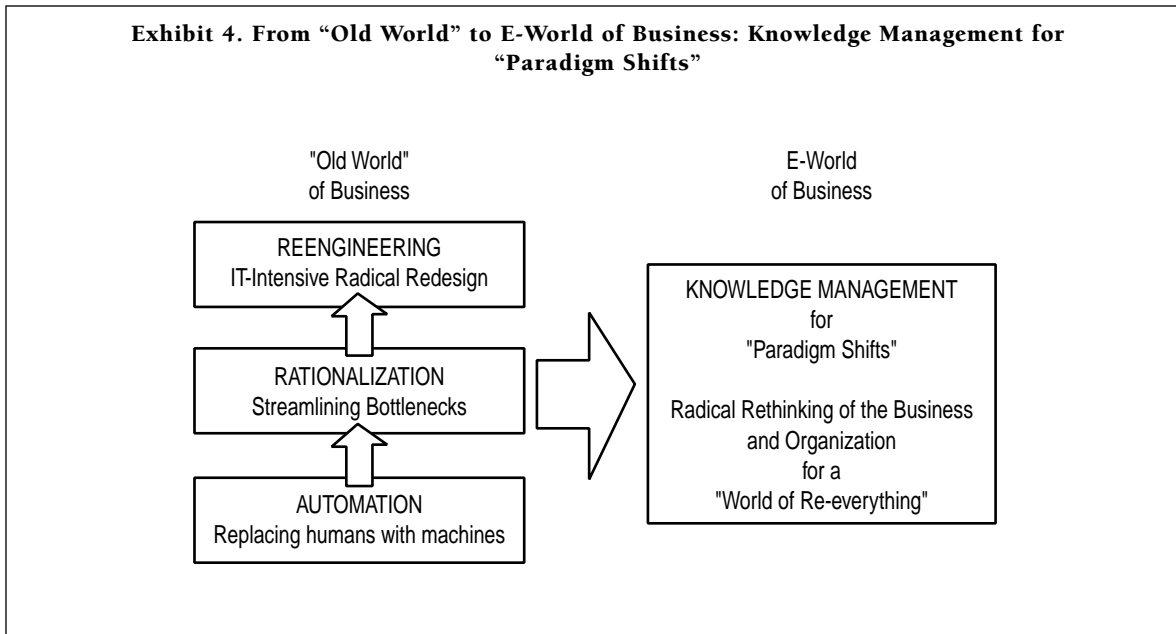 Exhibit 4. From “Old World” to E-World of Business: Knowledge Management for
“Paradigm Shifts”
"Old World"
of Business
REENGINEERING
IT-Intensive Radical Redesign
RATIONALIZATION
Streamlining Bottlenecks
AUTOMATION
Replacing humans with machines
E-World
of Business
KNOWLEDGE MANAGEMENT
for
"Paradigm Shifts"
Radical Rethinking of the Business
and Organization
for a
"World of Re-everything"